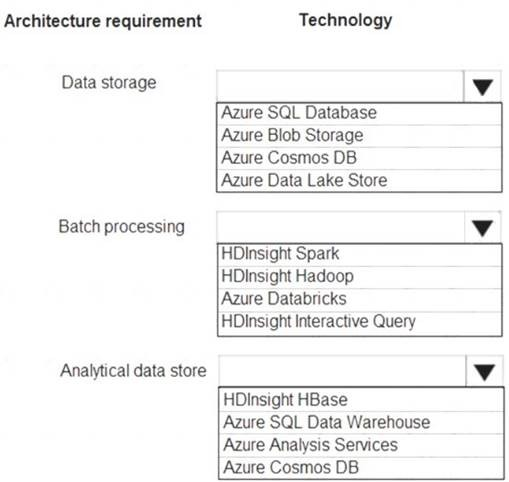 Architecture requirement Technology
Data storage
Azure SQL Database
Azure Blob Storage
Azure Cosmos DB
Azure Data Lake Store
Batch processing
HDInsight Spark
HDInsight Hadoop
Azure Databricks
HDInsight Interactive Query
Analytical data store
HDInsight HBase
Azure SQL Data Warehouse
Azure Analysis Services
Azure Cosmos DB